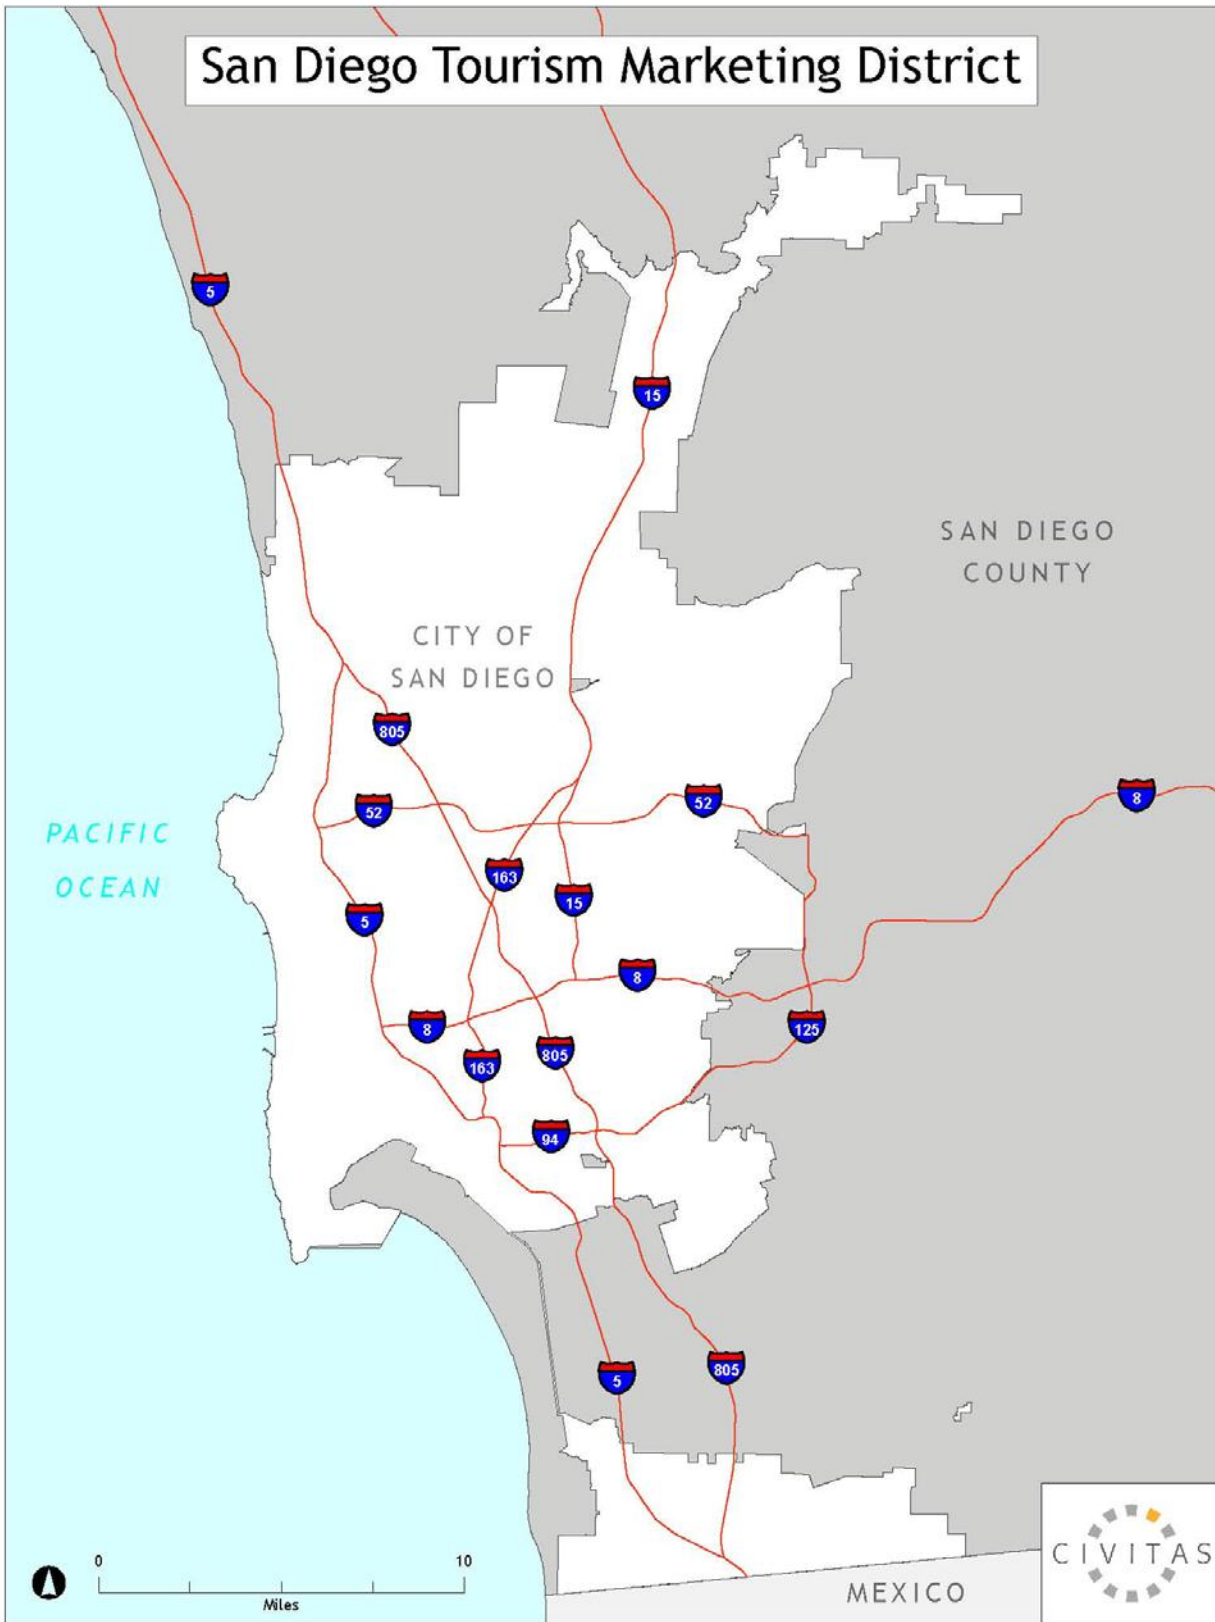 San Diego Tourism Marketing District
5
15
SAN DIEGO
COUNTY
CITY OF
SAN DIEGO
805
52
52
8
PACIFIC
OCEAN
163
15
5
8
8
125
163
805
94
805
5
CIVITAS
0
10
Miles
MEXICO